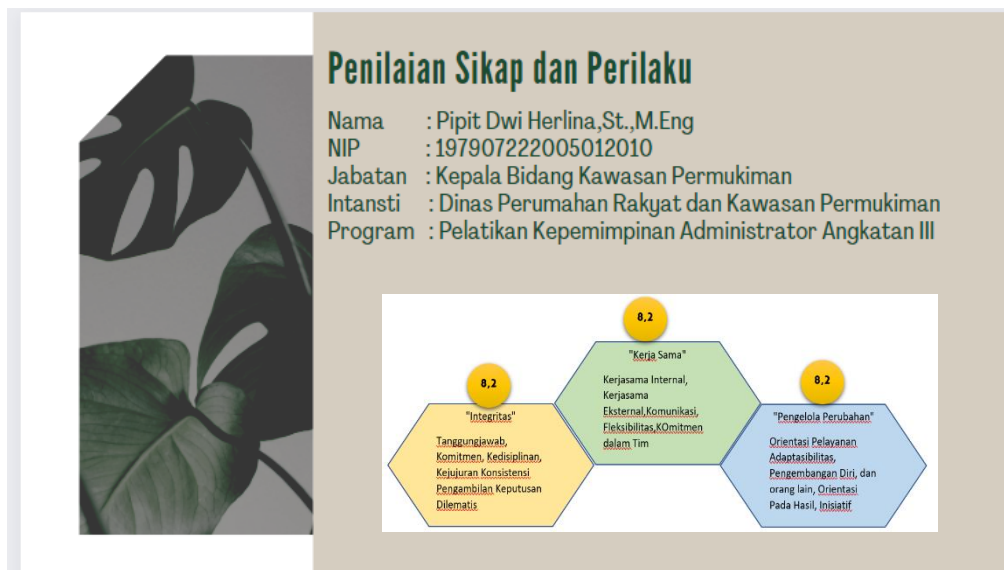 Penilaian Sikap dan Perilaku
Nama : Pipit Dwi Herlina,St.,M.Eng
NIP : 197907222005012010
Jabatan : Kepala Bidang Kawasan Permukiman
Intansti : Dinas Perumahan Rakyat dan Kawasan Permukiman
Program : Pelatikan Kepemimpinan Administrator Angkatan III
8,2
"Integritas"
Tanggungjawab,
Komitmen, Kedisiplinan,
Kejujuran Konsistensi
Pengambilan Keputusan
Dilematis
8,2
"Kerja Sama"
Kerjasama Internal,
Kerjasama
Eksternal,Komunikasi,
Fleksibilitas,KOmitmen
dalam Tim
8,2
"Pengelola Perubahan"
Orientasi Pelayanan
Adaptasibilitas,
Pengembangan Diri, dan
orang lain, Orientasi
Pada Hasil, Inisiatif